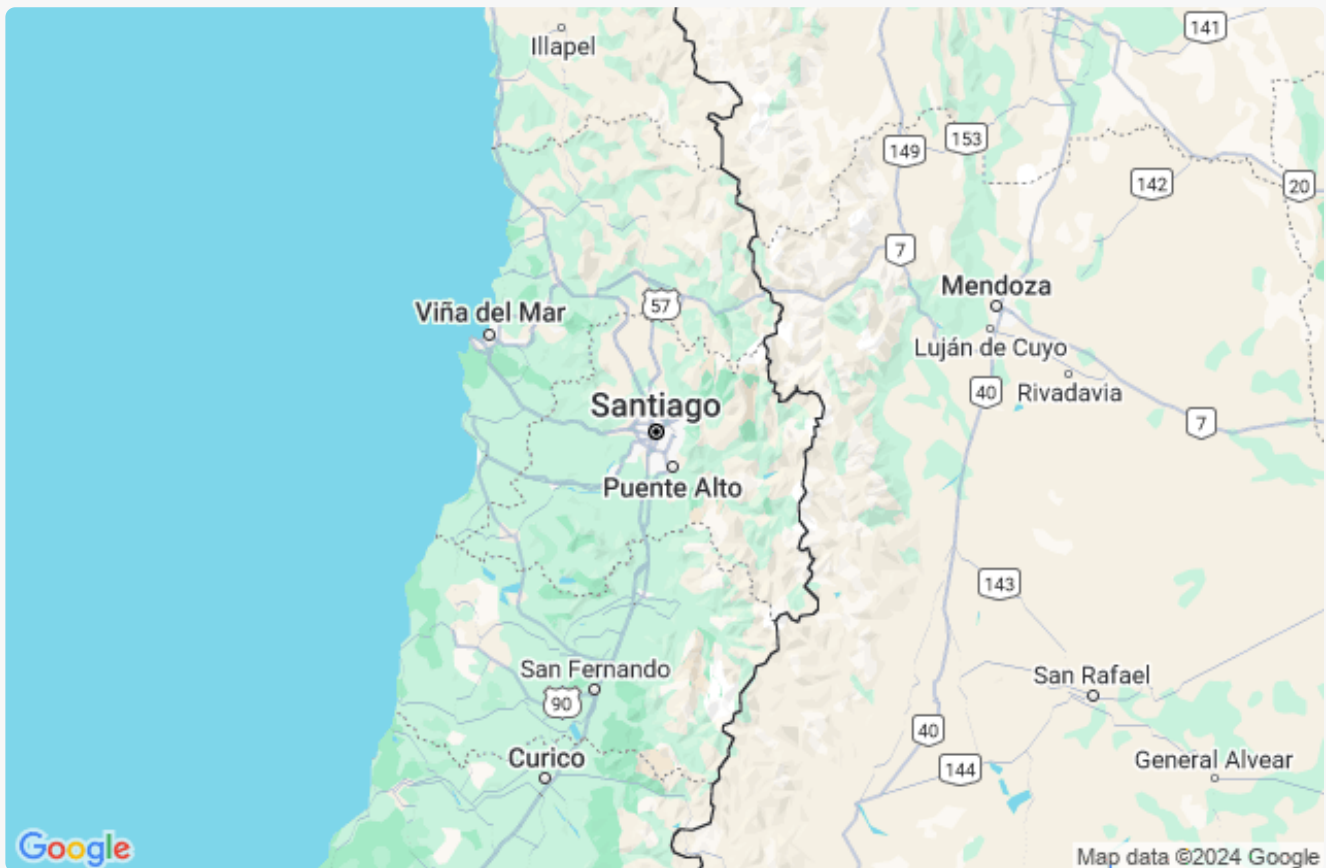 Illapel
141
149
153
142
20
7
Mendoza
57
Viña del Mar
Luján de Cuyo
Rivadavia
40
Santiago
7
Puente Alto
143
San Fernando
San Rafael
90
40
Curico
144
General Alvear
Google
Map data ©2024 Google